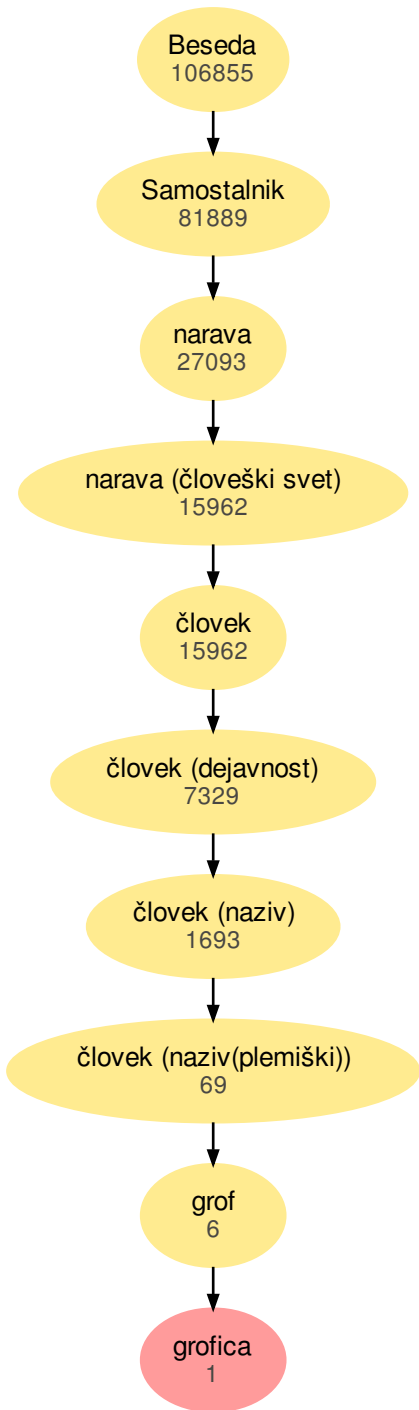 Beseda
106855
Samostalnik
81889
narava
27093
narava (človeški svet)
15962
človek
15962
človek (dejavnost)
7329
človek (naziv)
1693
človek (naziv(plemiški))
69
grof
6
grofica
1